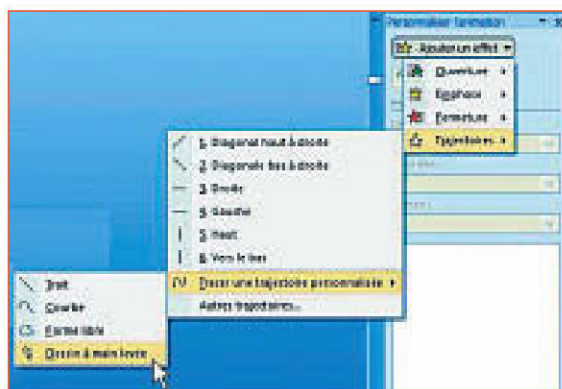 Personnaliser l'animation
Ajouter un effet
Ouverture
Emphase
Fermeture
Trajectoires
1. Diagonal haut à droite
2. Diagonale bas à droite
3. Droite
4. Gauche
5. Haut
6. Vers le bas
Tracer une trajectoire personnalisée
Autres trajectoires...
Trait
Courbe
Forme libre
Dessin à main levée